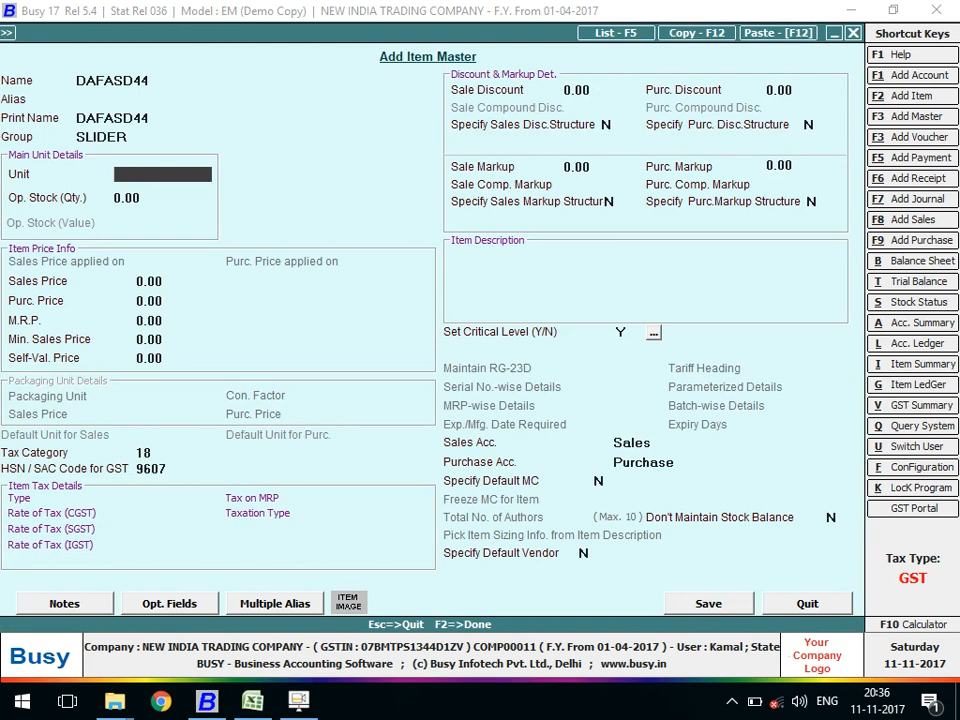 Busy 17 Rel 5.4 | Stat Rel 036 | Model : EM (Demo Copy) | NEW INDIA TRADING COMPANY - F.Y. From 01-04-2017
>>
List - F5
Copy - F12
Paste - [F12]
Shortcut Keys
Add Item Master
Name DAFASD44
Alias
Print Name DAFASD44
Group SLIDER
Main Unit Details
Unit
Op. Stock (Qty.) 0.00
Op. Stock (Value)
Item Price Info
Sales Price applied on Purc. Price applied on
Sales Price 0.00
Purc. Price 0.00
M.R.P. 0.00
Min. Sales Price 0.00
Self-Val. Price 0.00
Packaging Unit Details
Packaging Unit Con. Factor
Sales Price Purc. Price
Default Unit for Sales Default Unit for Purc.
Tax Category 18
HSN / SAC Code for GST 9607
Item Tax Details
Type Tax on MRP
Rate of Tax (CGST) Taxation Type
Rate of Tax (SGST)
Rate of Tax (IGST)
Discount & Markup Det.
Sale Discount 0.00 Purc. Discount 0.00
Sale Compound Disc. Purc. Compound Disc.
Specify Sales Disc.Structure N Specify Purc. Disc.Structure N
Sale Markup 0.00 Purc. Markup 0.00
Sale Comp. Markup Purc. Comp. Markup
Specify Sales Markup Structur N Specify Purc.Markup Structure N
Item Description
Set Critical Level (Y/N) Y ...
Maintain RG-23D Tariff Heading
Serial No.-wise Details Parameterized Details
MRP-wise Details Batch-wise Details
Exp./Mfg. Date Required Expiry Days
Sales Acc. Sales
Purchase Acc. Purchase
Specify Default MC N
Freeze MC for Item
Total No. of Authors ( Max. 10 ) Don't Maintain Stock Balance N
Pick Item Sizing Info. from Item Description
Specify Default Vendor N
Notes
Opt. Fields
Multiple Alias
ITEM
IMAGE
Save
Quit
Esc=>Quit F2=>Done
F1 Help
F1 Add Account
F2 Add Item
F3 Add Master
F3 Add Voucher
F5 Add Payment
F6 Add Receipt
F7 Add Journal
F8 Add Sales
F9 Add Purchase
B Balance Sheet
T Trial Balance
S Stock Status
A Acc. Summary
L Acc. Ledger
I Item Summary
G Item LedGer
V GST Summary
Q Query System
U Switch User
F ConFiguration
K LocK Program
GST Portal
Tax Type:
GST
F10 Calculator
Busy
Company : NEW INDIA TRADING COMPANY - ( GSTIN : 07BMTPS1344D1ZV ) COMP00011 ( F.Y. From 01-04-2017 ) - User : Kamal ; State
BUSY - Business Accounting Software ; (c) Busy Infotech Pvt. Ltd., Delhi ; www.busy.in
Your
Company
Logo
Saturday
11-11-2017
ENG
20:36
11-11-2017
1